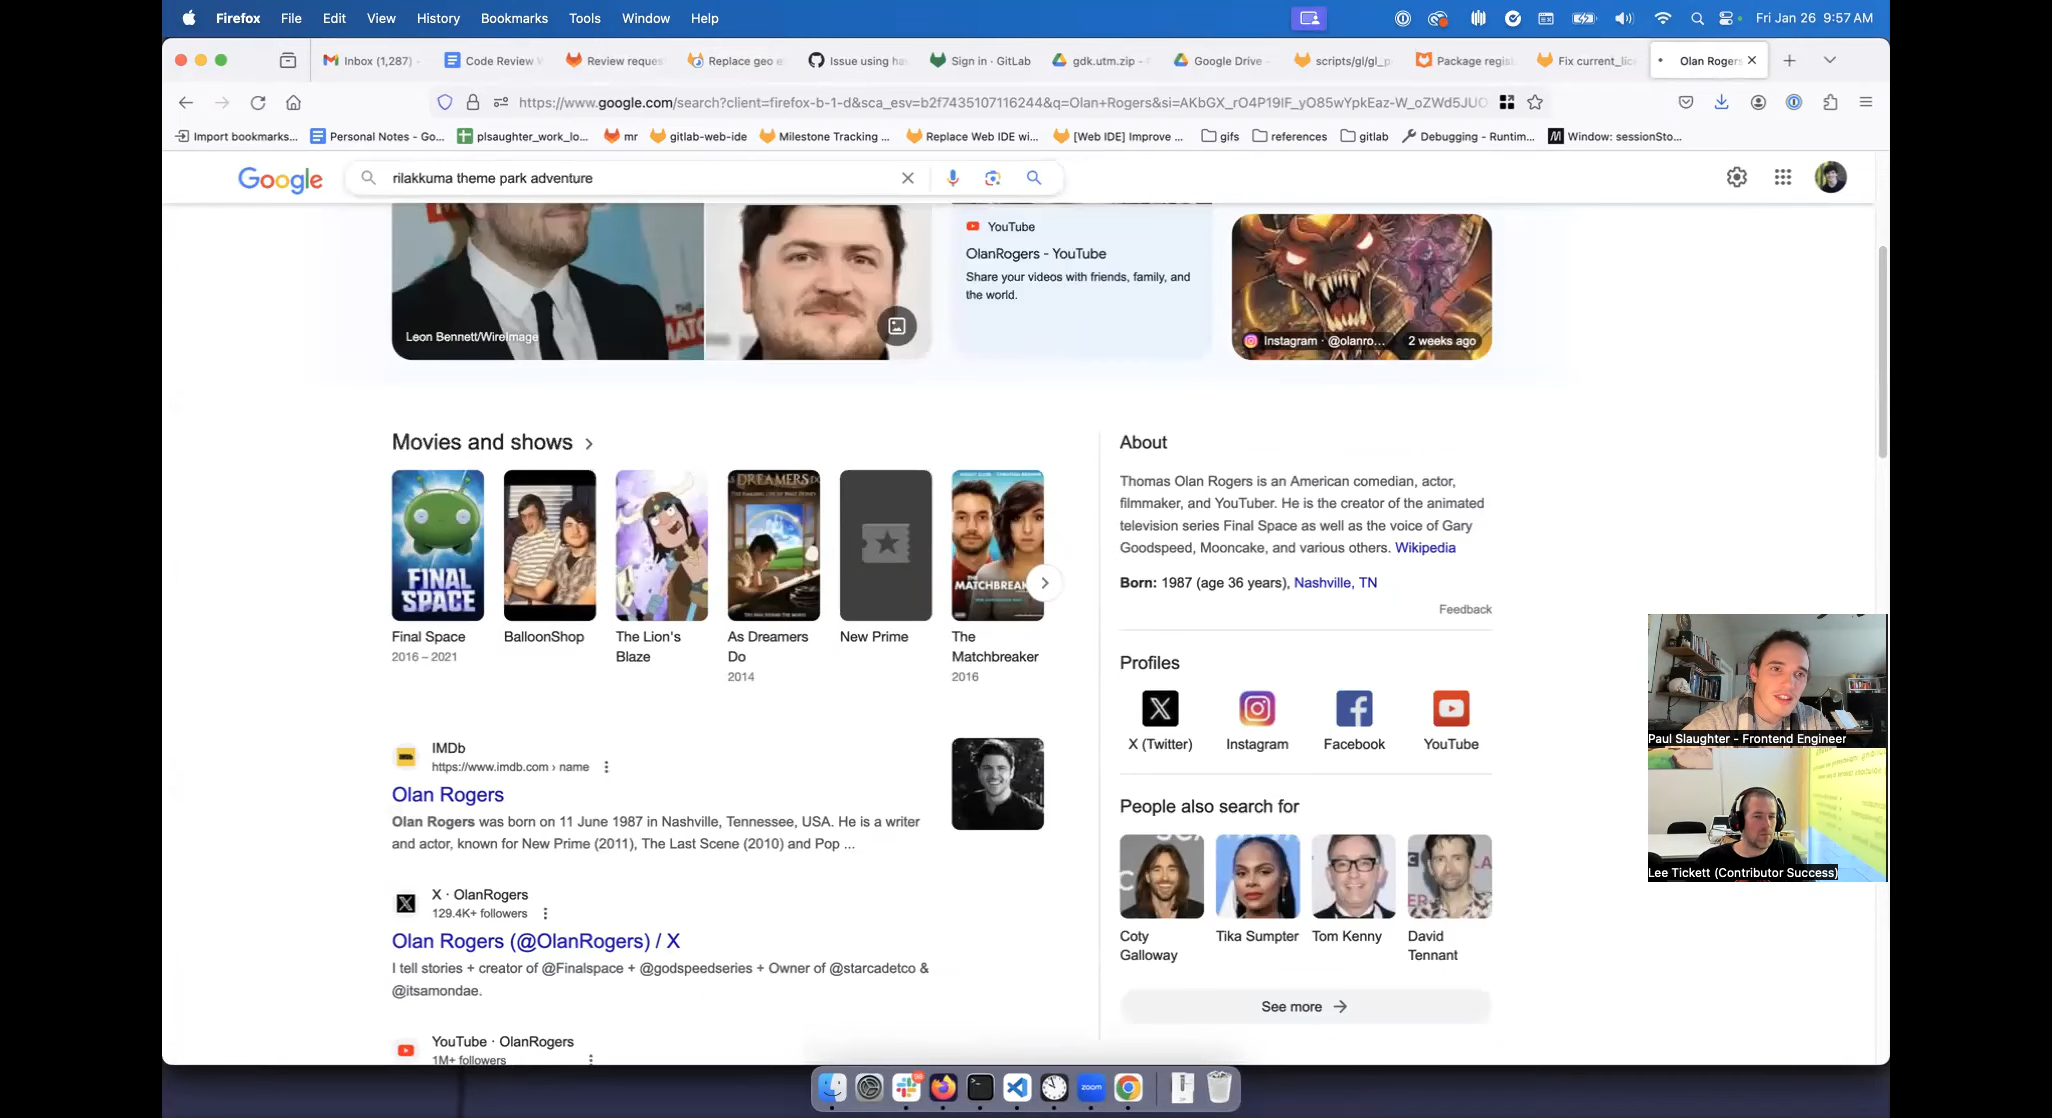 Firefox File Edit View History Bookmarks Tools Window Help
Fri Jan 26 9:57 AM
Inbox (1,287)
Code Review
Review reques
Replace geo e
Issue using ha
Sign in · GitLab
gdk.utm.zip -
Google Drive -
scripts/gl/gl_p
Package regis
Fix current_lic
Olan Rogers
https://www.google.com/search?client=firefox-b-1-d&sca_esv=b2f7435107116244&q=Olan+Rogers&si=AKbGX_rO4P19IF_yO85wYpkEaz-W_oZWd5JUO
Import bookmarks...
Personal Notes - Go...
plsaughter_work_lo...
mr
gitlab-web-ide
Milestone Tracking ...
Replace Web IDE wi...
[Web IDE] Improve ...
gifs
references
gitlab
Debugging - Runtim...
Window: sessionSto...
Google
rilakkuma theme park adventure
Leon Bennett/WireImage
YouTube
OlanRogers - YouTube
Share your videos with friends, family, and
the world.
Instagram · @olanro...
2 weeks ago
Movies and shows
FINAL
SPACE
DREAMERS
MATCHBREAK
Final Space
2016 – 2021
BalloonShop
The Lion's
Blaze
As Dreamers
Do
2014
New Prime
The
Matchbreaker
2016
IMDb
https://www.imdb.com › name
Olan Rogers
Olan Rogers was born on 11 June 1987 in Nashville, Tennessee, USA. He is a writer
and actor, known for New Prime (2011), The Last Scene (2010) and Pop ...
X · OlanRogers
129.4K+ followers
Olan Rogers (@OlanRogers) / X
I tell stories + creator of @Finalspace + @godspeedseries + Owner of @starcadetco &
@itsamondae.
YouTube · OlanRogers
1M+ followers
About
Thomas Olan Rogers is an American comedian, actor,
filmmaker, and YouTuber. He is the creator of the animated
television series Final Space as well as the voice of Gary
Goodspeed, Mooncake, and various others. Wikipedia
Born: 1987 (age 36 years), Nashville, TN
Feedback
Profiles
X (Twitter)
Instagram
Facebook
YouTube
People also search for
Coty
Galloway
Tika Sumpter
Tom Kenny
David
Tennant
See more
Paul Slaughter - Frontend Engineer
Lee Tickett (Contributor Success)
zoom